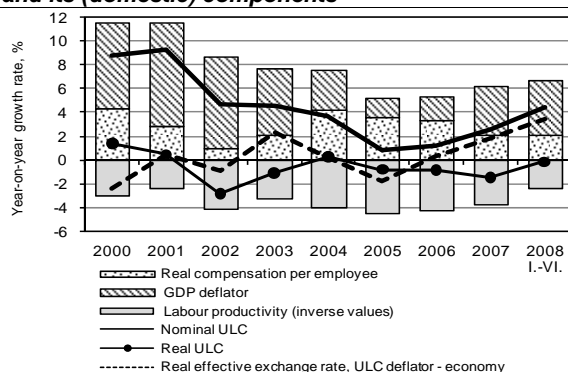 and its (domestic) components
Year-on-year growth rate, %
12
10
8
6
4
2
0
-2
-4
-6
2000 2001 2002 2003 2004 2005 2006 2007 2008
I.-VI.
Real compensation per employee
GDP deflator
Labour productivity (inverse values)
Nominal ULC
Real ULC
Real effective exchange rate, ULC deflator - economy